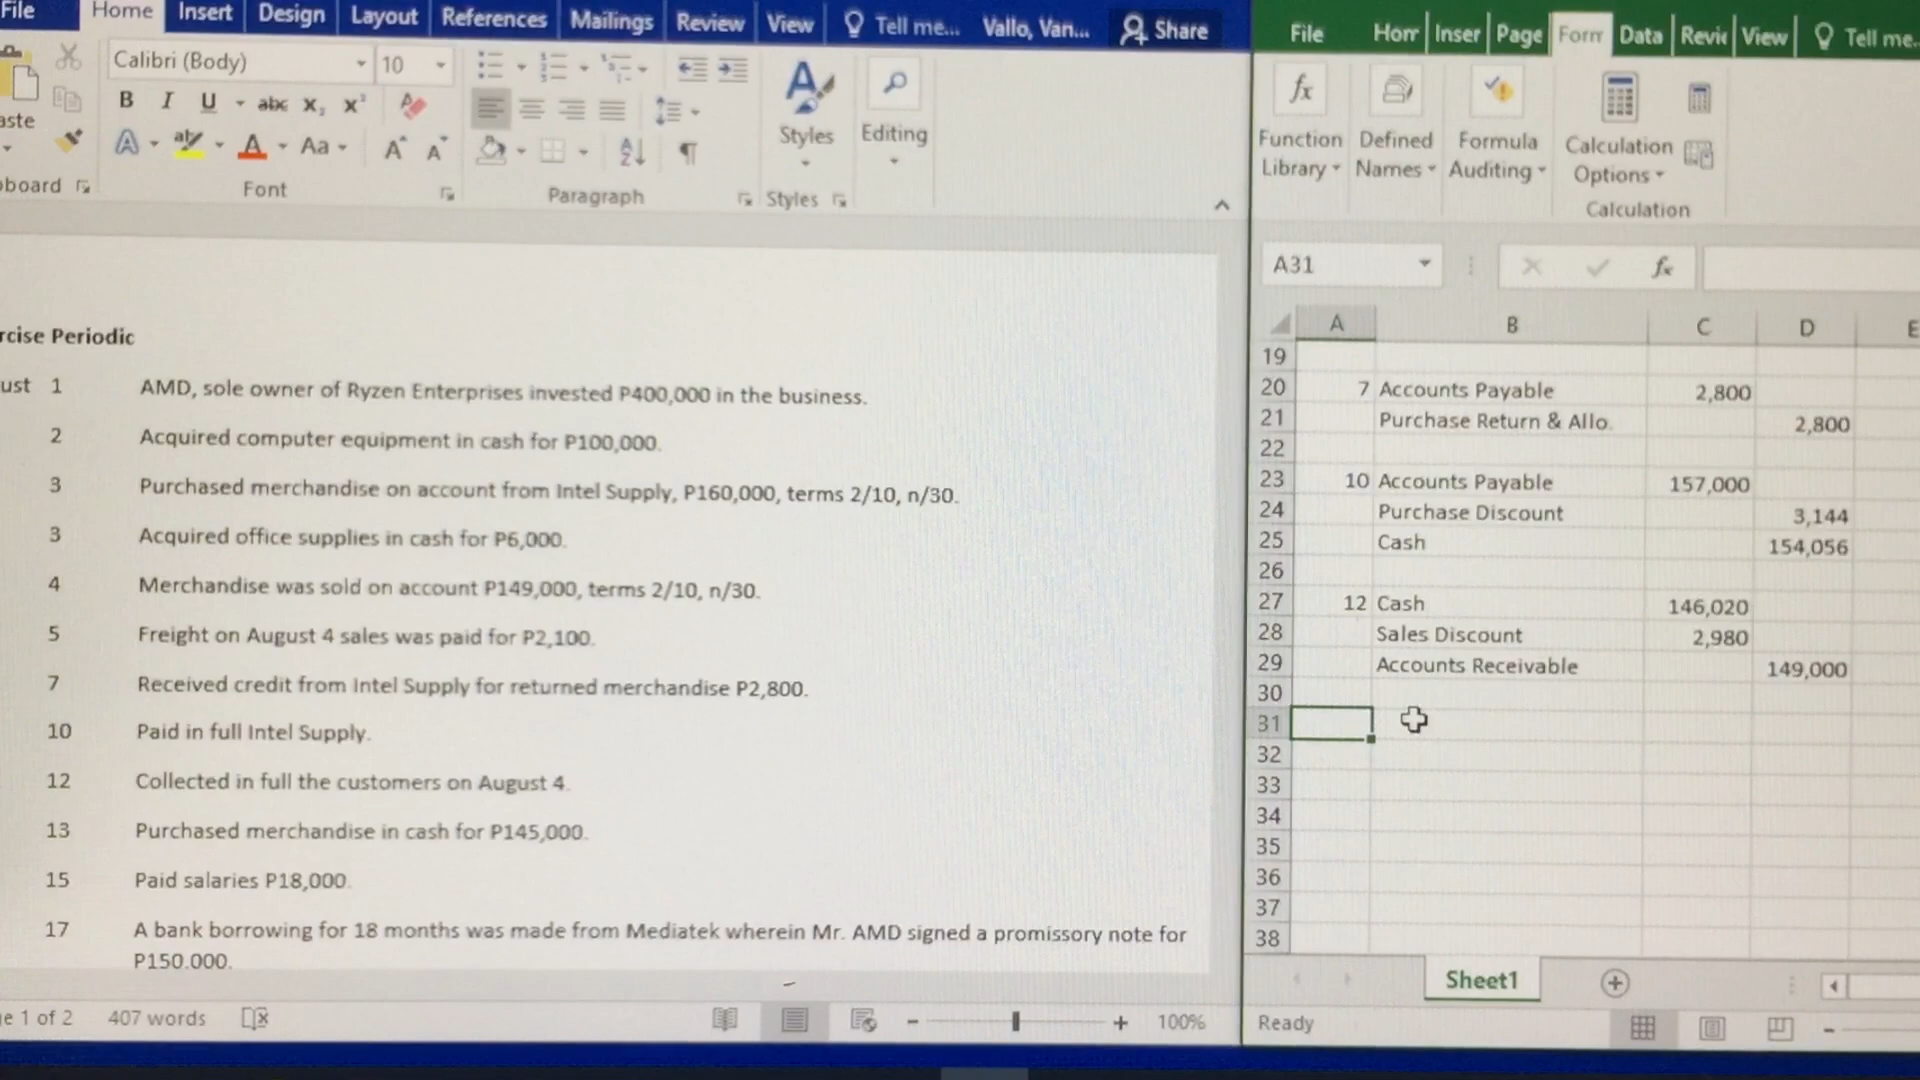 File Home Insert Design Layout References Mailings Review View Tell me... Vallo, Van... Share
Calibri (Body) 10
B I U abc X₂ X²
aste
A aby A Aa A A
board Font Paragraph Styles
Styles
Editing
rcise Periodic
ust 1 AMD, sole owner of Ryzen Enterprises invested P400,000 in the business.
2 Acquired computer equipment in cash for P100,000.
3 Purchased merchandise on account from Intel Supply, P160,000, terms 2/10, n/30.
3 Acquired office supplies in cash for P6,000.
4 Merchandise was sold on account P149,000, terms 2/10, n/30.
5 Freight on August 4 sales was paid for P2,100.
7 Received credit from Intel Supply for returned merchandise P2,800.
10 Paid in full Intel Supply.
12 Collected in full the customers on August 4.
13 Purchased merchandise in cash for P145,000.
15 Paid salaries P18,000.
17 A bank borrowing for 18 months was made from Mediatek wherein Mr. AMD signed a promissory note for
P150.000.
e 1 of 2 407 words 100%
File Hom Inser Page Form Data Revie View Tell me..
fx
Function Library
Defined Names
Formula Auditing
Calculation Options
Calculation
A31 fx
A B C D E
19
20 7 Accounts Payable 2,800
21 Purchase Return & Allo. 2,800
22
23 10 Accounts Payable 157,000
24 Purchase Discount 3,144
25 Cash 154,056
26
27 12 Cash 146,020
28 Sales Discount 2,980
29 Accounts Receivable 149,000
30
31
32
33
34
35
36
37
38
Sheet1
Ready